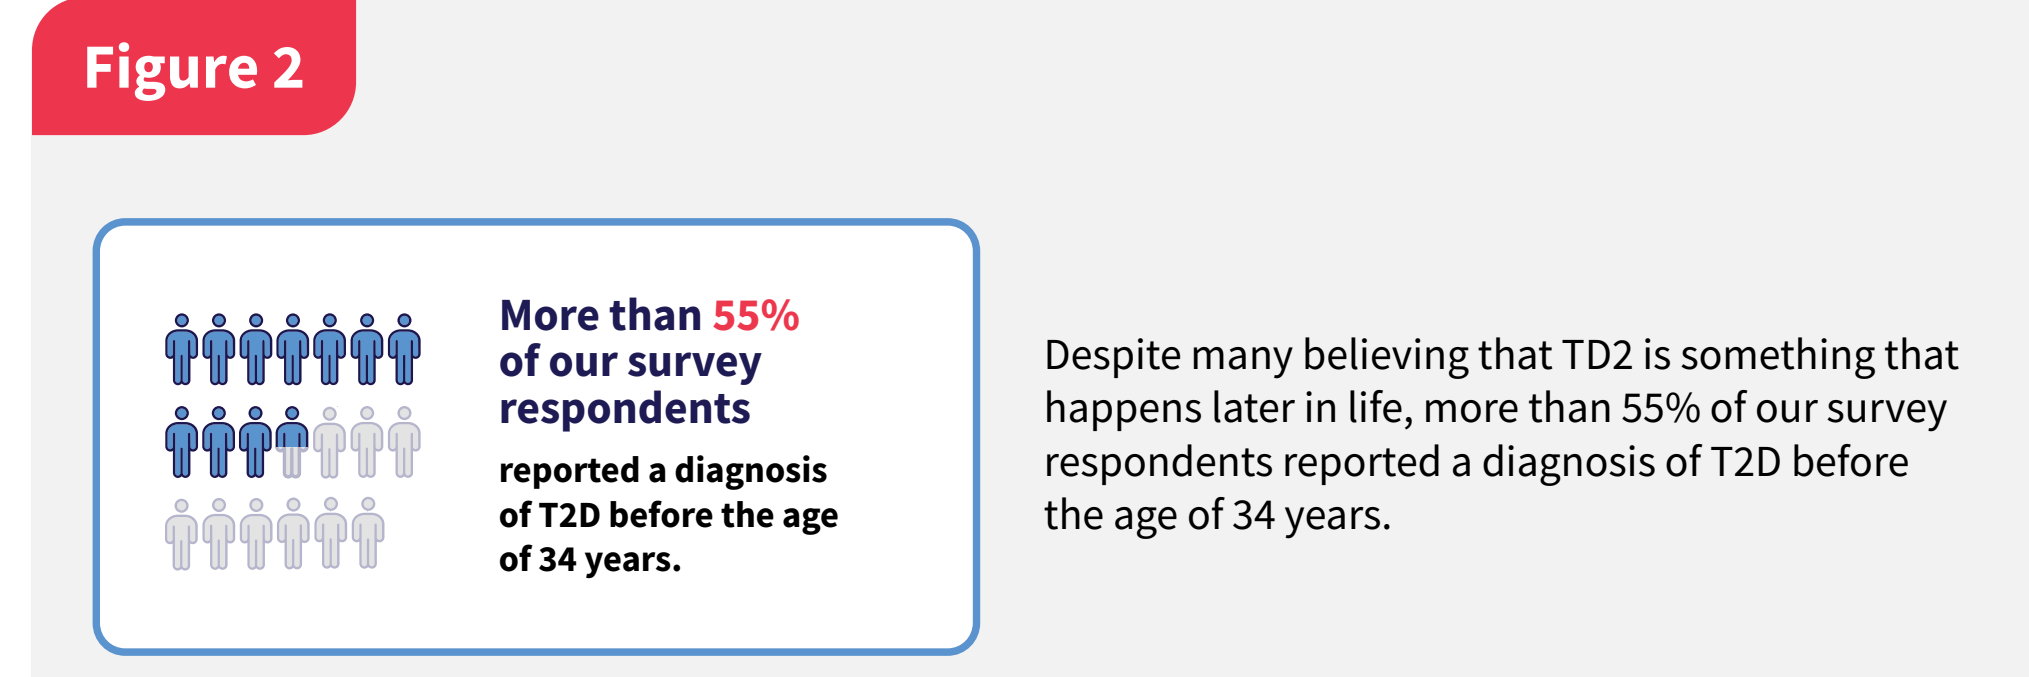 Figure 2
More than 55%
of our survey
respondents
reported a diagnosis
of T2D before the age
of 34 years.
Despite many believing that TD2 is something that
happens later in life, more than 55% of our survey
respondents reported a diagnosis of T2D before
the age of 34 years.